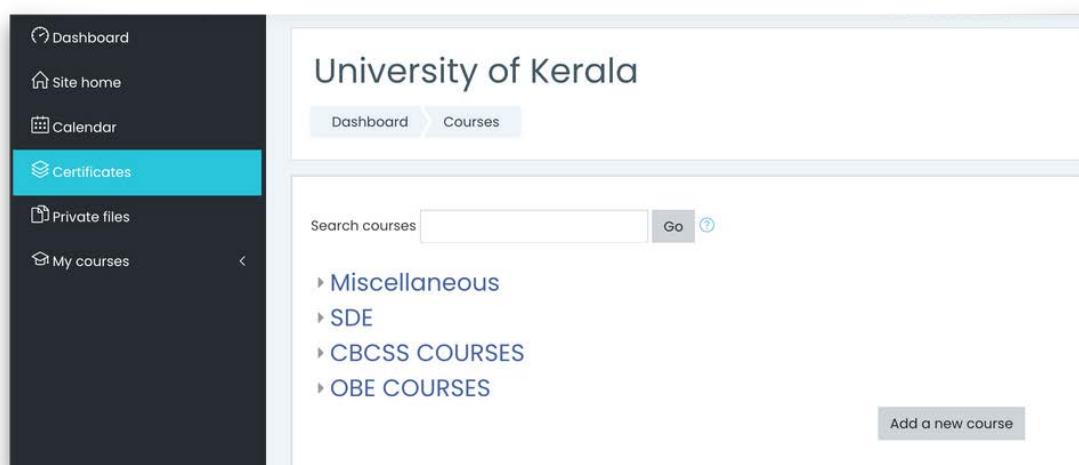 Dashboard
Site home
Calendar
Certificates
Private files
My courses
University of Kerala
Dashboard Courses
Search courses Go
Miscellaneous
SDE
CBCSS COURSES
OBE COURSES
Add a new course